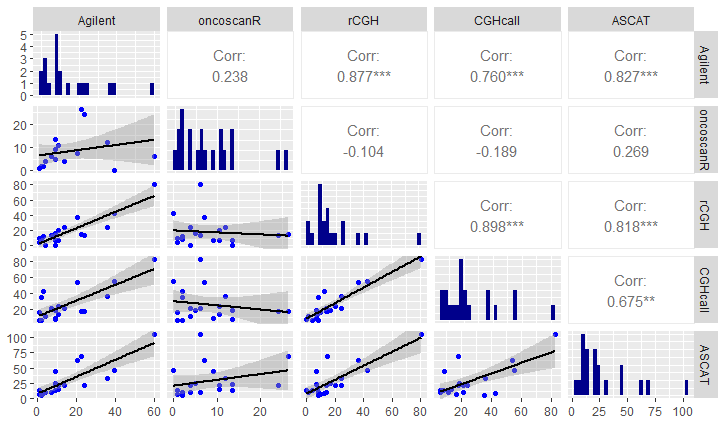 Agilent oncoscanR rCGH CGHcall ASCAT
5
4
3
2
1
0
Corr:
0.238
Corr:
0.877***
Corr:
0.760***
Corr:
0.827***
Agilent
20
10
0
Corr:
-0.104
Corr:
-0.189
Corr:
0.269
oncoscanR
80
60
40
20
0
Corr:
0.898***
Corr:
0.818***
rCGH
80
60
40
20
Corr:
0.675**
CGHcall
100
75
50
25
0
ASCAT
0 20 40 60 0 10 20 0 20 40 60 80 20 40 60 80 0 25 50 75 100